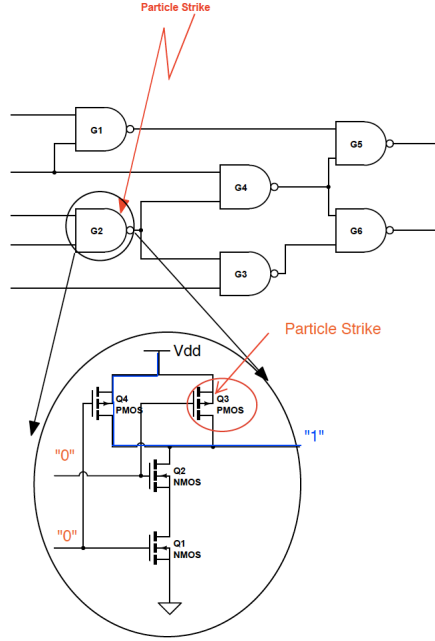 Particle Strike
G1
G5
G4
G2
G6
G3
Particle Strike
Vdd
Q4
PMOS
Q3
PMOS
"1"
"0"
Q2
NMOS
"0"
Q1
NMOS